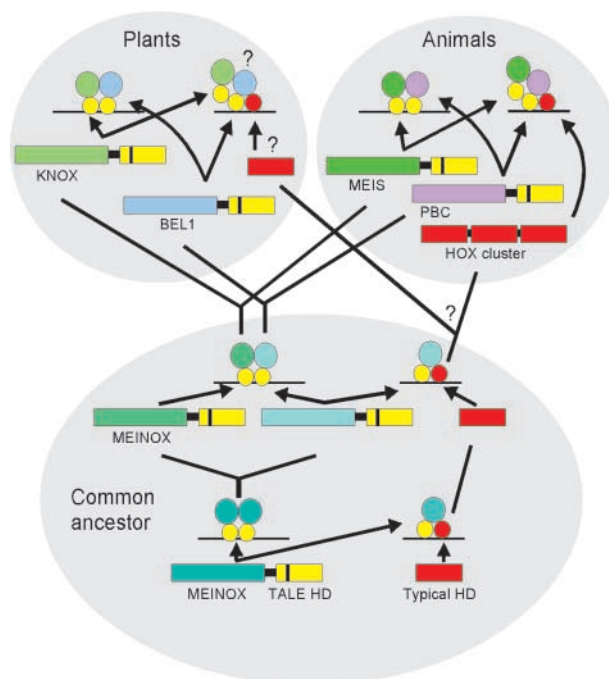 Plants
Animals
?
?
KNOX
BEL1
MEIS
PBC
HOX cluster
?
MEINOX
Common
ancestor
MEINOX TALE HD Typical HD